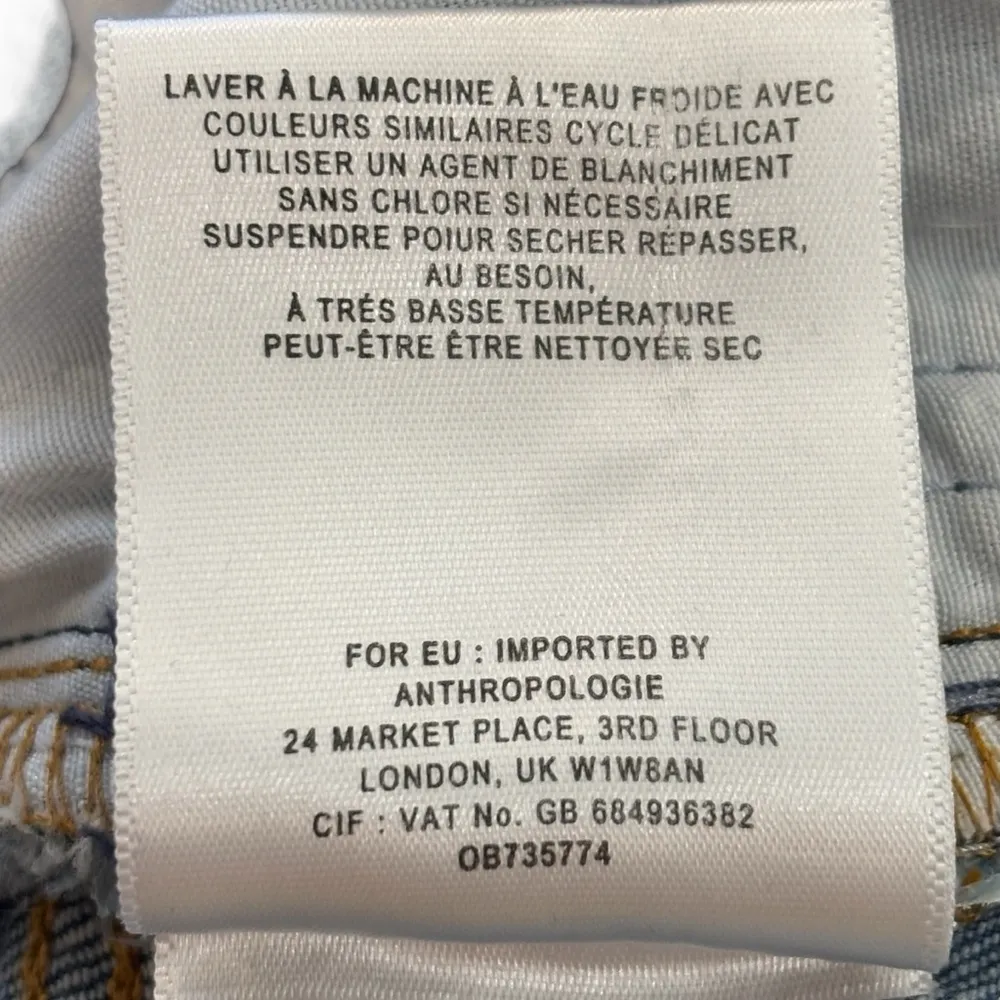 LAVER À LA MACHINE À L'EAU FROIDE AVEC
COULEURS SIMILAIRES CYCLE DÉLICAT
UTILISER UN AGENT DE BLANCHIMENT
SANS CHLORE SI NÉCESSAIRE
SUSPENDRE POIUR SECHER RÉPASSER,
AU BESOIN,
À TRÉS BASSE TEMPÉRATURE
PEUT-ÊTRE ÊTRE NETTOYÉE SEC
FOR EU : IMPORTED BY
ANTHROPOLOGIE
24 MARKET PLACE, 3RD FLOOR
LONDON, UK W1W8AN
CIF : VAT No. GB 684936382
OB735774